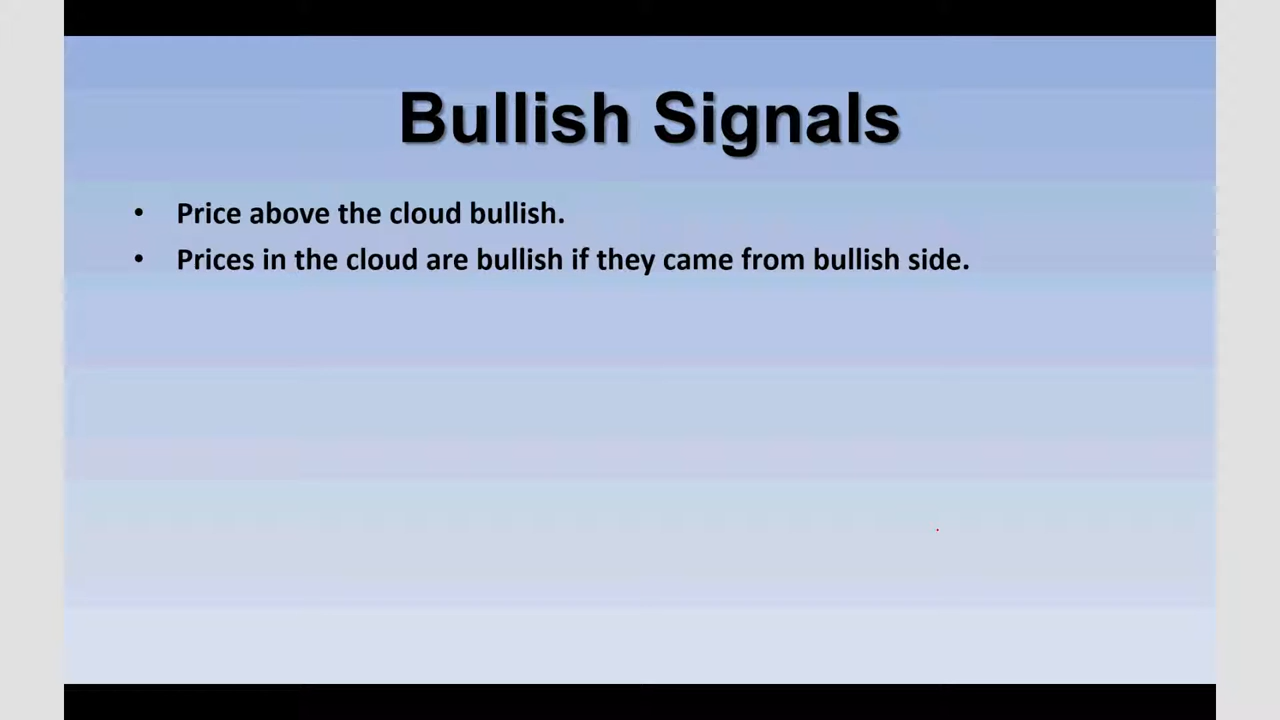 Bullish Signals
• Price above the cloud bullish.
• Prices in the cloud are bullish if they came from bullish side.